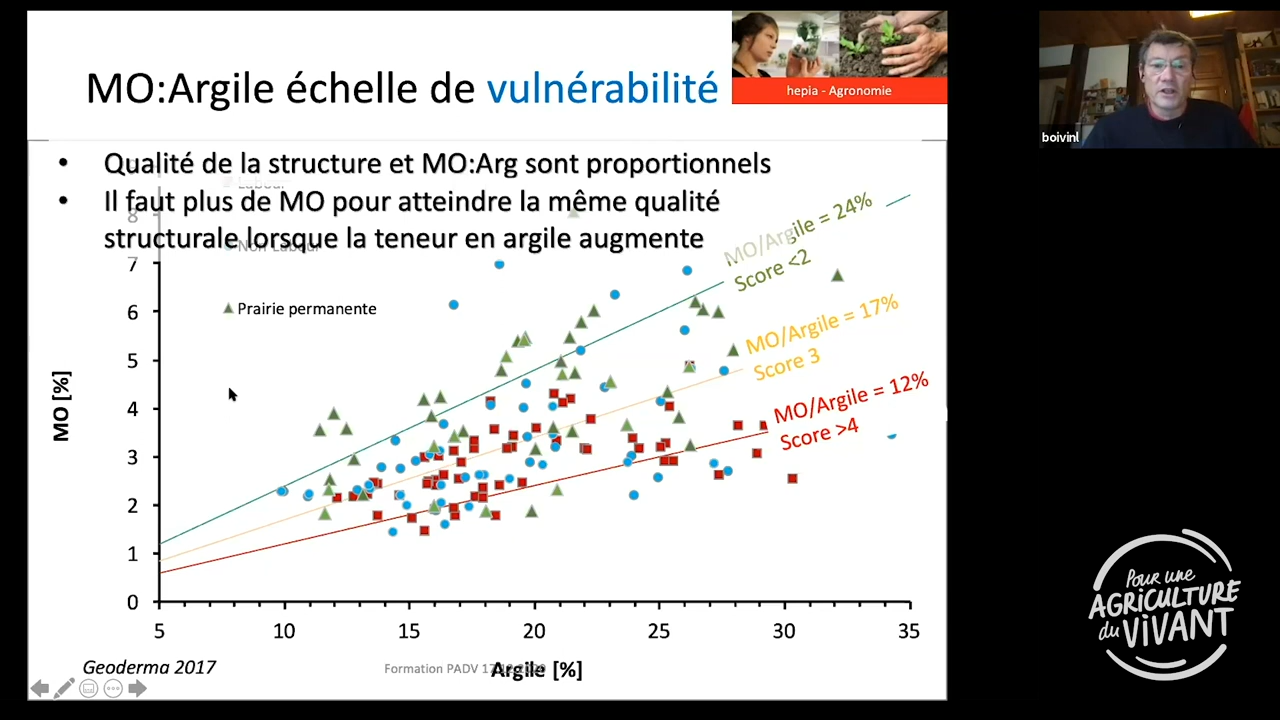 MO:Argile échelle de vulnérabilité
hepia - Agronomie
• Qualité de la structure et MO:Arg sont proportionnels
• Il faut plus de MO pour atteindre la même qualité
structurale lorsque la teneur en argile augmente
Labour
Non Labour
Prairie permanente
MO/Argile = 24%
Score <2
MO/Argile = 17%
Score 3
MO/Argile = 12%
Score >4
MO [%]
8
7
6
5
4
3
2
1
0
5 10 15 20 25 30 35
Argile [%]
Geoderma 2017
Formation PADV
boivinl
Pour une
AGRICULTURE
du VIVANT